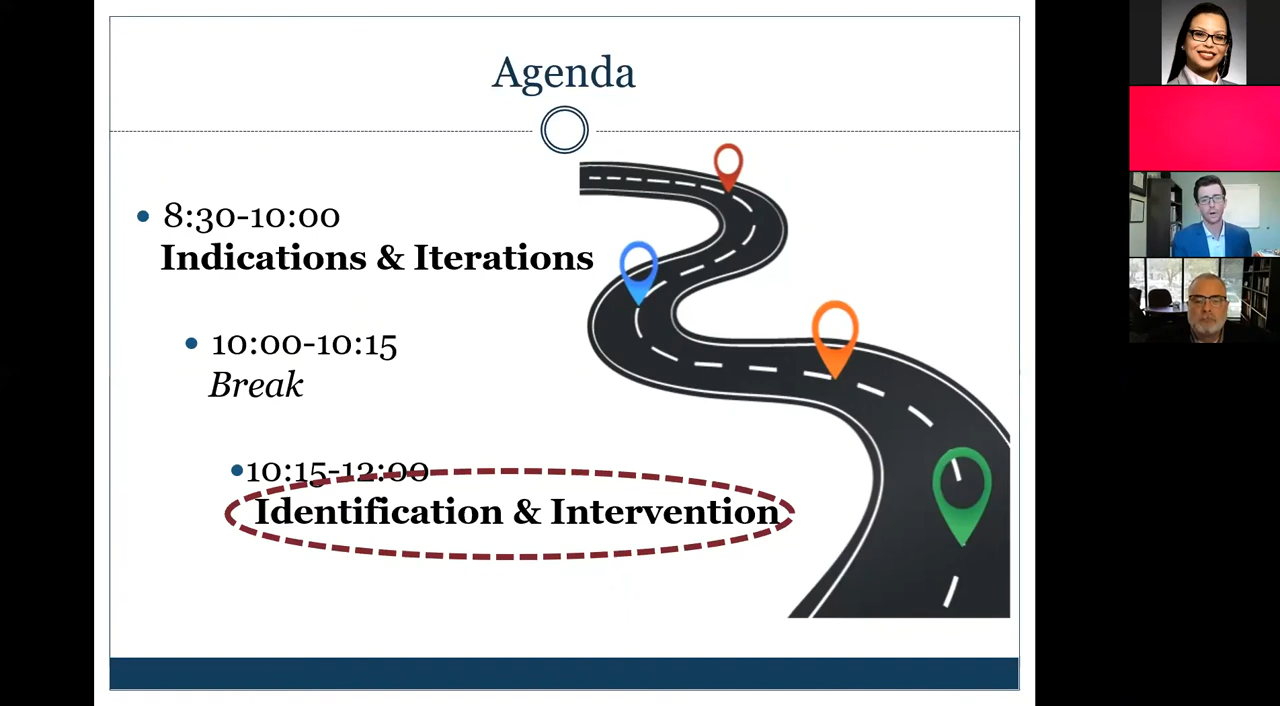 Agenda
8:30-10:00
Indications & Iterations
10:00-10:15
Break
10:15-12:00
Identification & Intervention